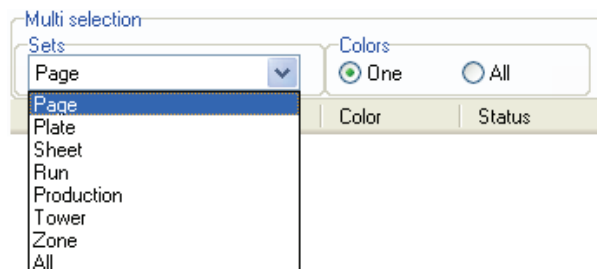 Multi selection
Sets
Colors
Page
One
All
Page
Color
Status
Plate
Sheet
Run
Production
Tower
Zone
All